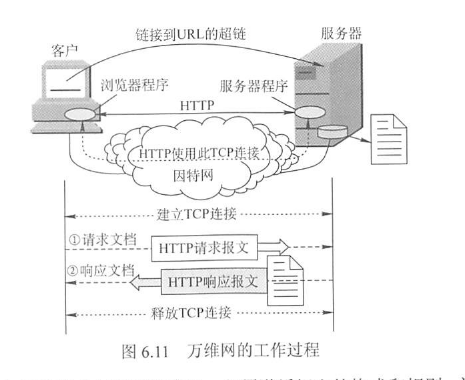 链接到URL的超链
客户
服务器
浏览器程序
服务器程序
HTTP
HTTP使用此TCP连接
因特网
建立TCP连接
①请求文档
HTTP请求报文
②响应文档
HTTP响应报文
释放TCP连接
图 6.11 万维网的工作过程